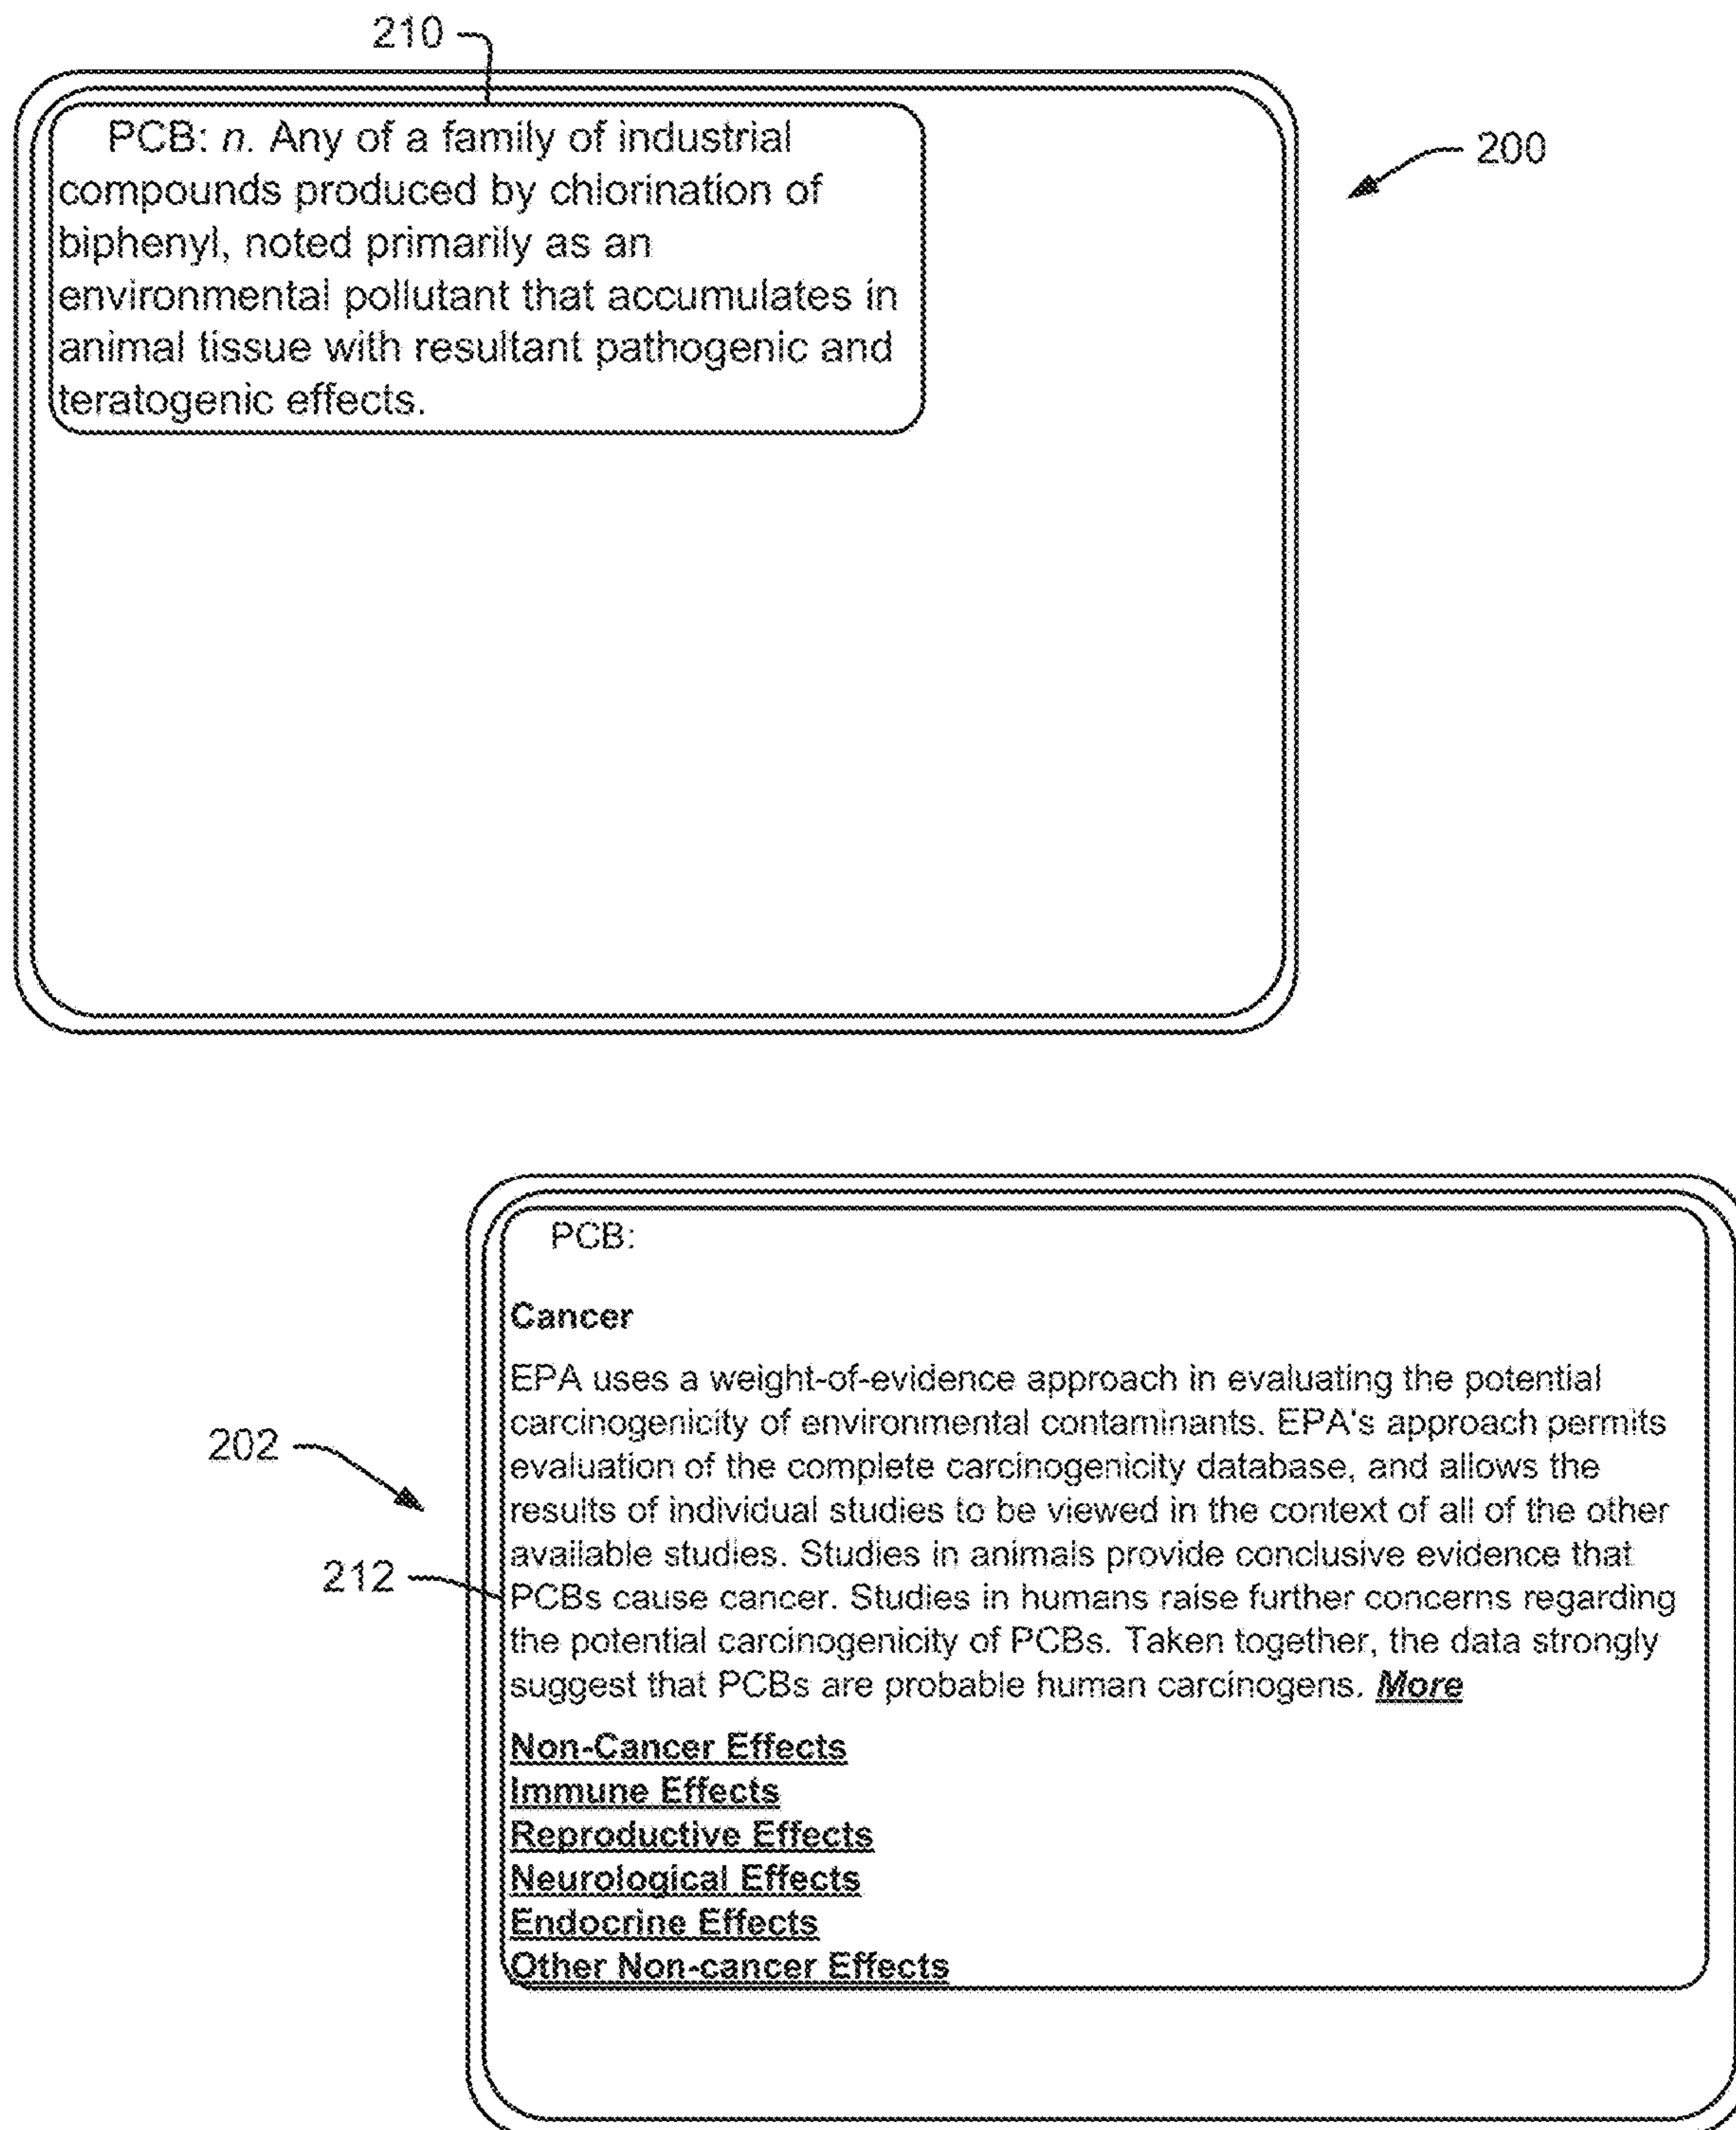 210
PCB: n. Any of a family of industrial
compounds produced by chlorination of
biphenyl, noted primarily as an
environmental pollutant that accumulates in
animal tissue with resultant pathogenic and
teratogenic effects.
200
PCB:
Cancer
EPA uses a weight-of-evidence approach in evaluating the potential
carcinogenicity of environmental contaminants. EPA's approach permits
evaluation of the complete carcinogenicity database, and allows the
results of individual studies to be viewed in the context of all of the other
available studies. Studies in animals provide conclusive evidence that
PCBs cause cancer. Studies in humans raise further concerns regarding
the potential carcinogenicity of PCBs. Taken together, the data strongly
suggest that PCBs are probable human carcinogens. More
Non-Cancer Effects
Immune Effects
Reproductive Effects
Neurological Effects
Endocrine Effects
Other Non-cancer Effects
202
212